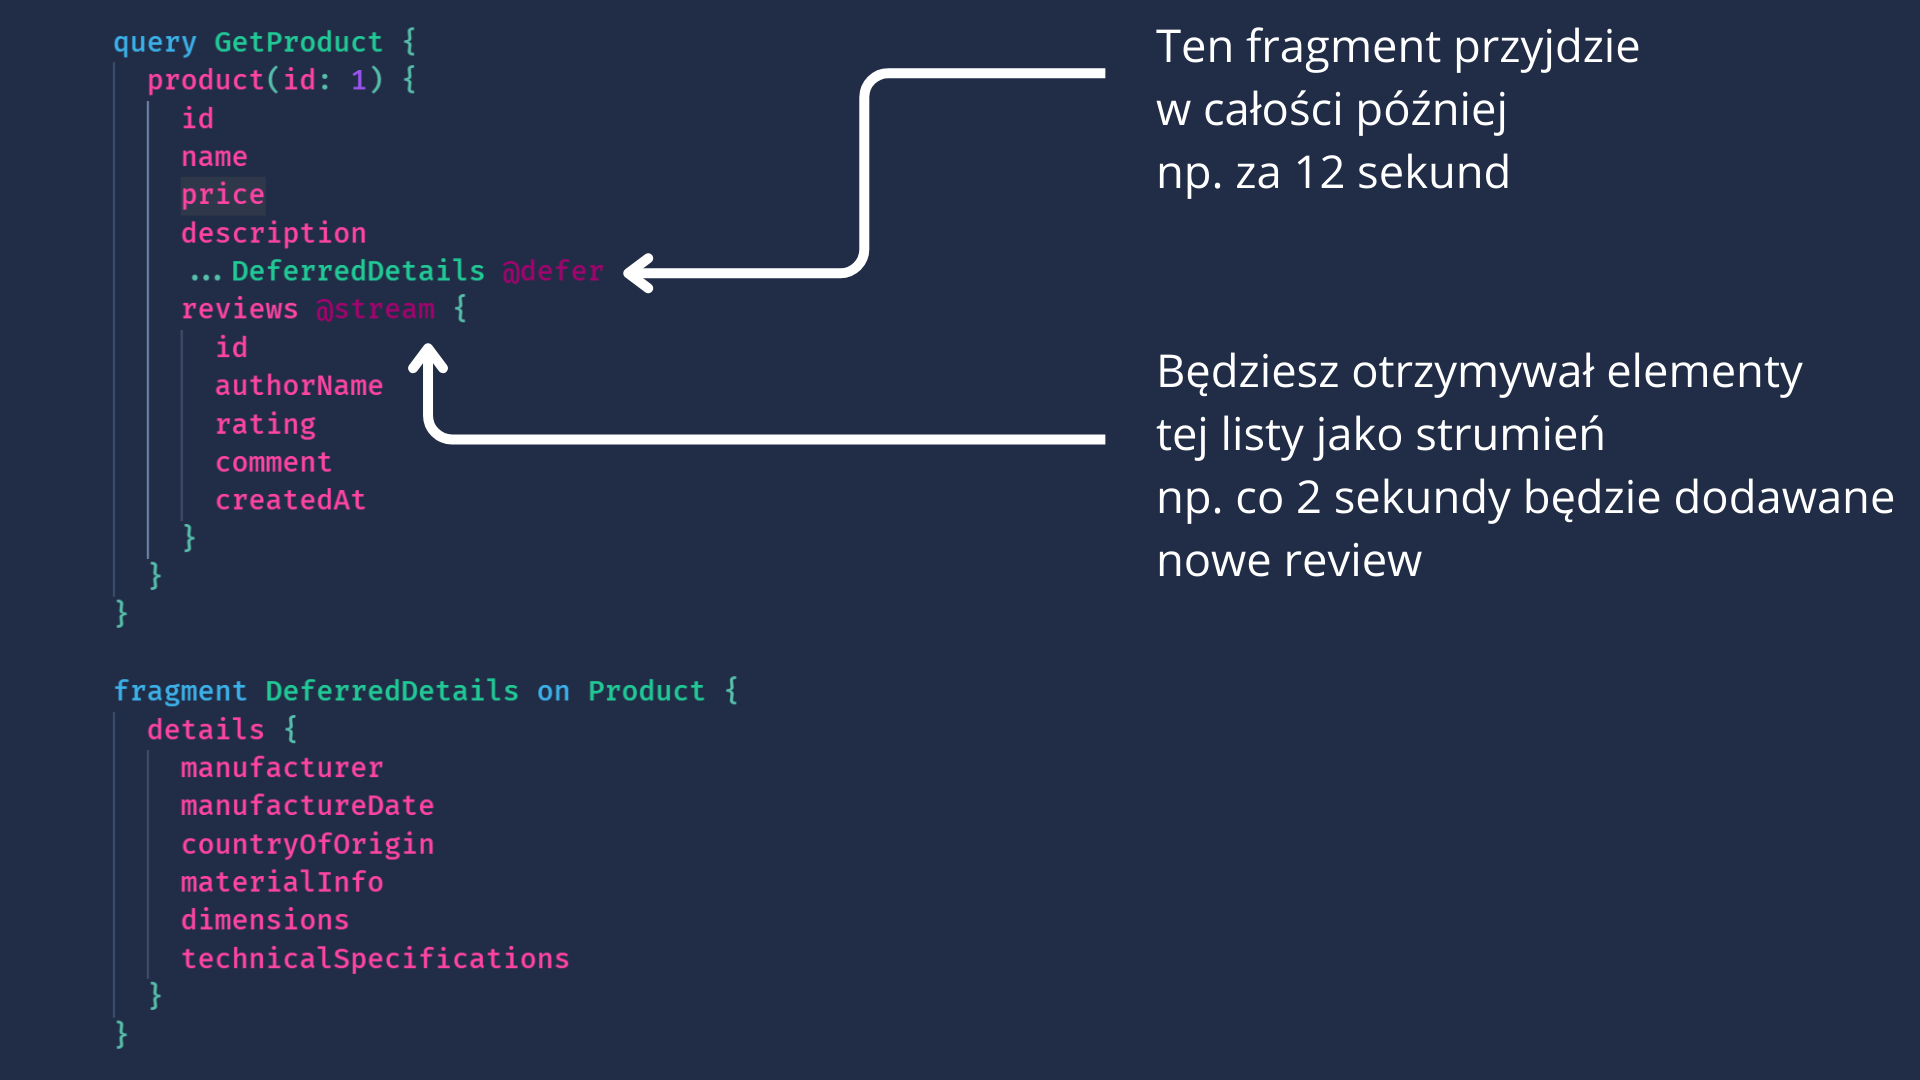 query GetProduct {
  product(id: 1) {
    id
    name
    price
    description
    ...DeferredDetails @defer
    reviews @stream {
      id
      authorName
      rating
      comment
      createdAt
    }
  }
}
fragment DeferredDetails on Product {
  details {
    manufacturer
    manufactureDate
    countryOfOrigin
    materialInfo
    dimensions
    technicalSpecifications
  }
}
Ten fragment przyjdzie
w całości później
np. za 12 sekund
Będziesz otrzymywał elementy
tej listy jako strumień
np. co 2 sekundy będzie dodawane
nowe review